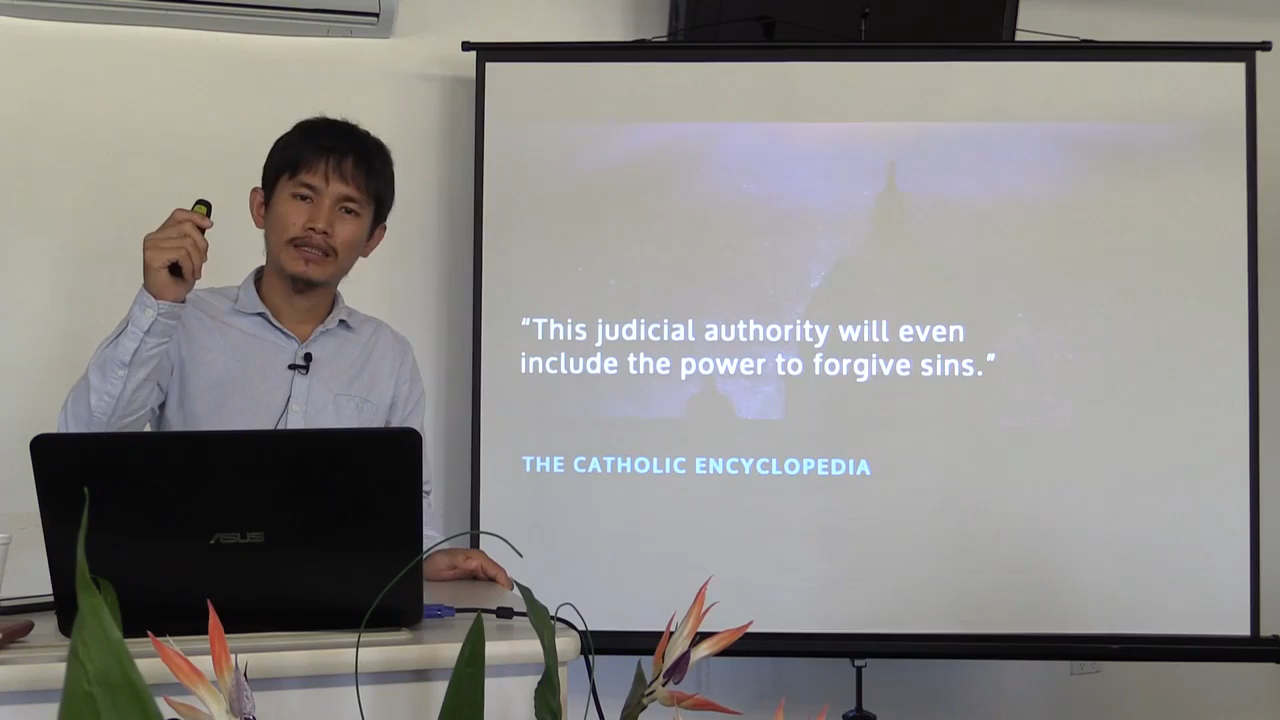 “This judicial authority will even
include the power to forgive sins.”
THE CATHOLIC ENCYCLOPEDIA
ASUS